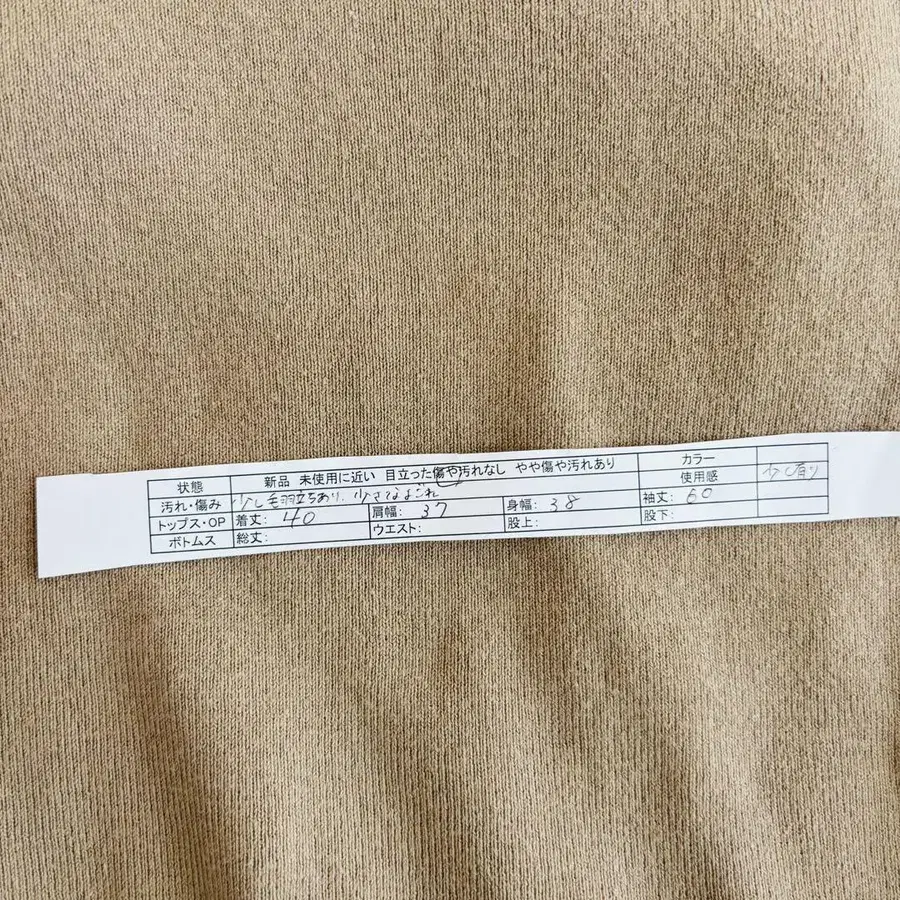 状態 新品 未使用に近い 目立った傷や汚れなし やや傷や汚れあり カラー
汚れ・傷み 少し毛羽立ちあり、小さなよごれ 使用感 少し有り
トップス・OP 着丈: 40 肩幅: 37 身幅: 38 袖丈: 60
ボトムス 総丈: ウエスト: 股上: 股下: